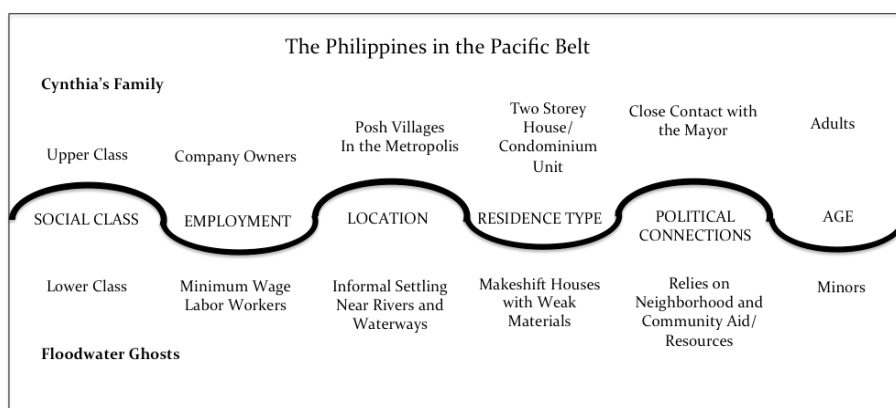 The Philippines in the Pacific Belt
Cynthia's Family
Upper Class
Company Owners
Posh Villages
In the Metropolis
Two Storey
House/
Condominium
Unit
Close Contact with
the Mayor
Adults
SOCIAL CLASS
EMPLOYMENT
LOCATION
RESIDENCE TYPE
POLITICAL
CONNECTIONS
AGE
Lower Class
Minimum Wage
Labor Workers
Informal Settling
Near Rivers and
Waterways
Makeshift Houses
with Weak
Materials
Relies on
Neighborhood and
Community Aid/
Resources
Minors
Floodwater Ghosts